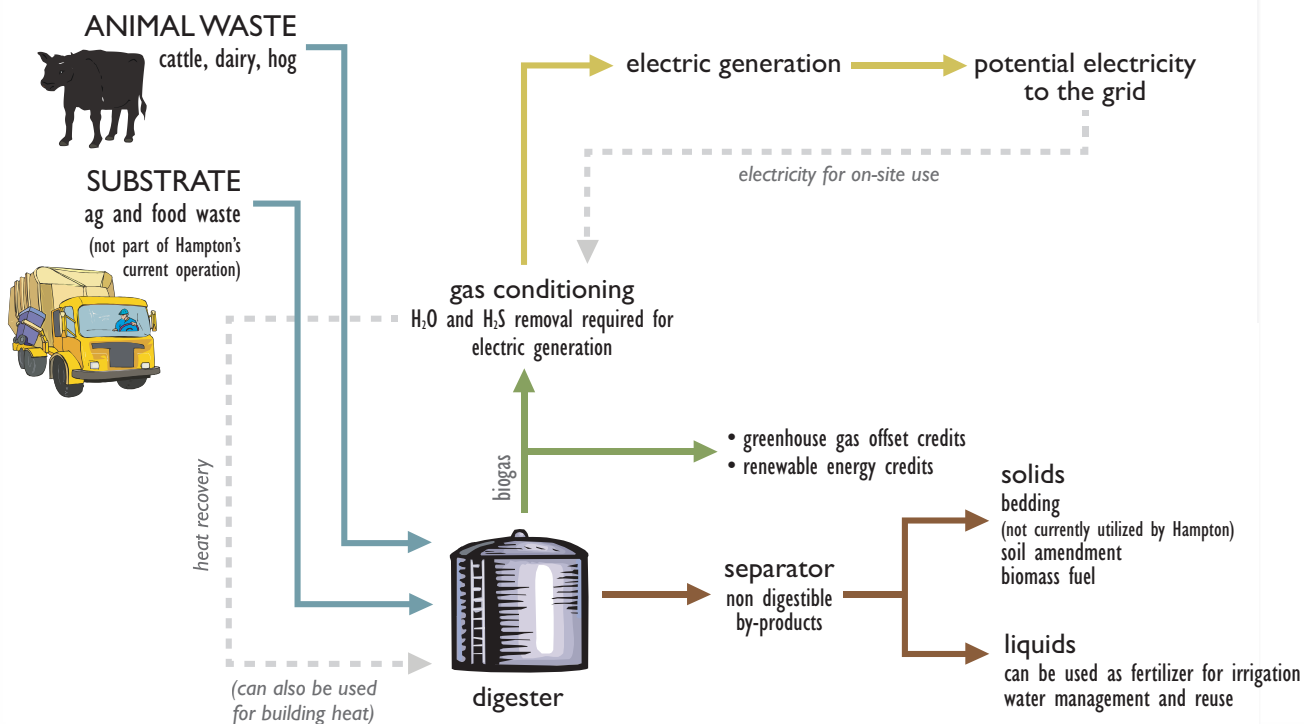 ANIMAL WASTE
cattle, dairy, hog
SUBSTRATE
ag and food waste
(not part of Hampton's
current operation)
electric generation
potential electricity
to the grid
electricity for on-site use
gas conditioning
H₂O and H₂S removal required for
electric generation
heat recovery
(can also be used
for building heat)
biogas
• greenhouse gas offset credits
• renewable energy credits
digester
separator
non digestible
by-products
solids
bedding
(not currently utilized by Hampton)
soil amendment
biomass fuel
liquids
can be used as fertilizer for irrigation
water management and reuse